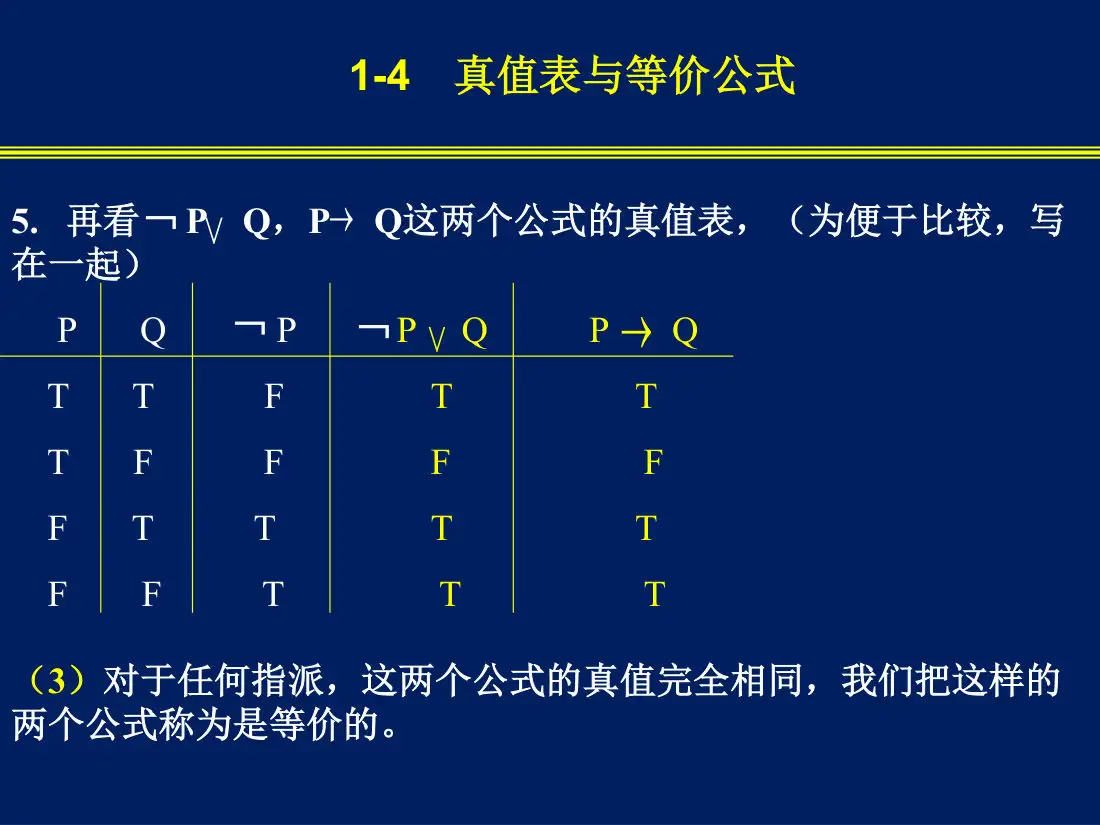 1-4 真值表与等价公式
5. 再看￢P∨ Q，P→ Q这两个公式的真值表，（为便于比较，写
在一起）
P Q ￢P ￢P ∨ Q P → Q
T T F T T
T F F F F
F T T T T
F F T T T
（3）对于任何指派，这两个公式的真值完全相同，我们把这样的
两个公式称为是等价的。